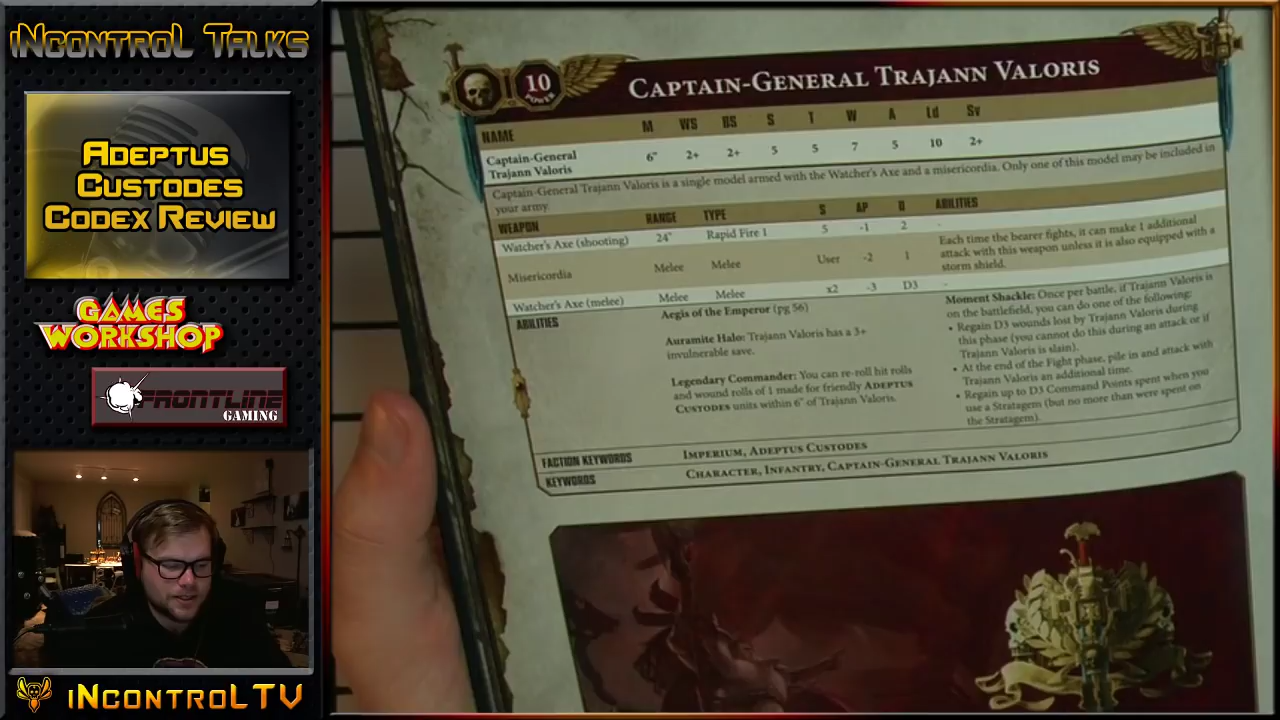 iNcontroL Talks
Adeptus
Custodes
Codex Review
GAMES
WORKSHOP
FRONTLINE
GAMING
iNcontroLTV
10
POWER
CAPTAIN-GENERAL TRAJANN VALORIS
NAME M WS BS S T W A Ld Sv
Captain-General
Trajann Valoris 6" 2+ 2+ 5 5 7 5 10 2+
Captain-General Trajann Valoris is a single model armed with the Watcher's Axe and a misericordia. Only one of this model may be included in
your army.
WEAPON RANGE TYPE S AP D ABILITIES
Watcher's Axe (shooting) 24" Rapid Fire 1 5 -1 2 -
Misericordia Melee Melee User -2 1 Each time the bearer fights, it can make 1 additional
attack with this weapon unless it is also equipped with a
storm shield.
Watcher's Axe (melee) Melee Melee x2 -3 D3 -
ABILITIES
Aegis of the Emperor (pg 56)
Auramite Halo: Trajann Valoris has a 3+
invulnerable save.
Legendary Commander: You can re-roll hit rolls
and wound rolls of 1 made for friendly ADEPTUS
CUSTODES units within 6" of Trajann Valoris.
Moment Shackle: Once per battle, if Trajann Valoris is
on the battlefield, you can do one of the following:
• Regain D3 wounds lost by Trajann Valoris during
this phase (you cannot do this during an attack or if
Trajann Valoris is slain).
• At the end of the Fight phase, pile in and attack with
Trajann Valoris an additional time.
• Regain up to D3 Command Points spent when you
use a Stratagem (but no more than were spent on
the Stratagem).
FACTION KEYWORDS IMPERIUM, ADEPTUS CUSTODES
KEYWORDS CHARACTER, INFANTRY, CAPTAIN-GENERAL TRAJANN VALORIS